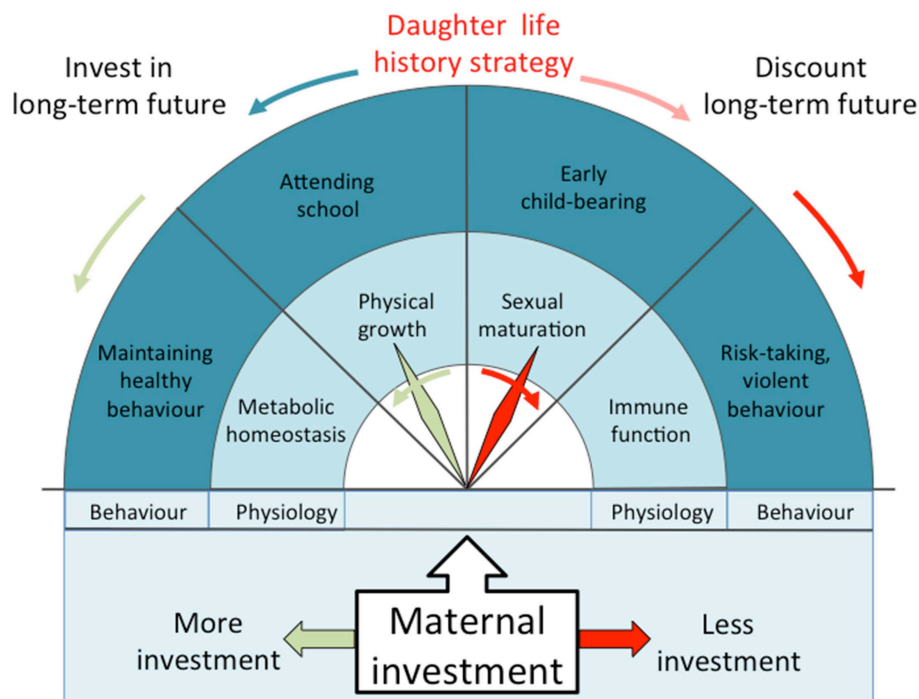 Daughter life
history strategy
Invest in
long-term future
Discount
long-term future
Attending
school
Early
child-bearing
Physical
growth
Sexual
maturation
Maintaining
healthy
behaviour
Metabolic
homeostasis
Immune
function
Risk-taking,
violent
behaviour
Behaviour
Physiology
Physiology
Behaviour
More
investment
Maternal
investment
Less
investment